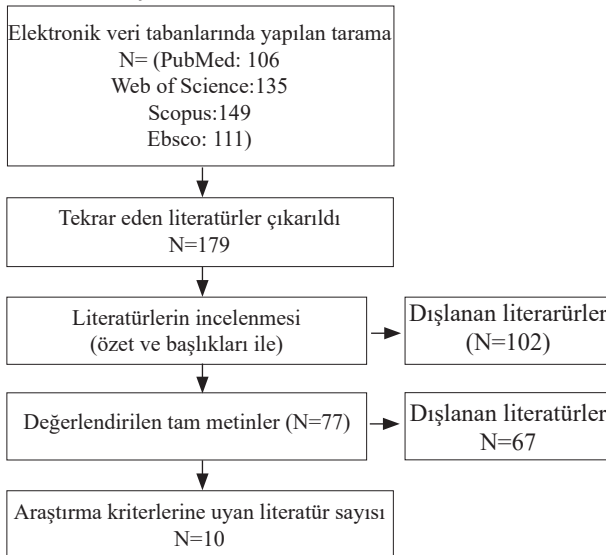 Elektronik veri tabanlarında yapılan tarama
N= (PubMed: 106
Web of Science:135
Scopus:149
Ebsco: 111)
Tekrar eden literatürler çıkarıldı
N=179
Literatürlerin incelenmesi
(özet ve başlıkları ile)
Dışlanan literarürler
(N=102)
Değerlendirilen tam metinler (N=77)
Dışlanan literatürler
N=67
Araştırma kriterlerine uyan literatür sayısı
N=10